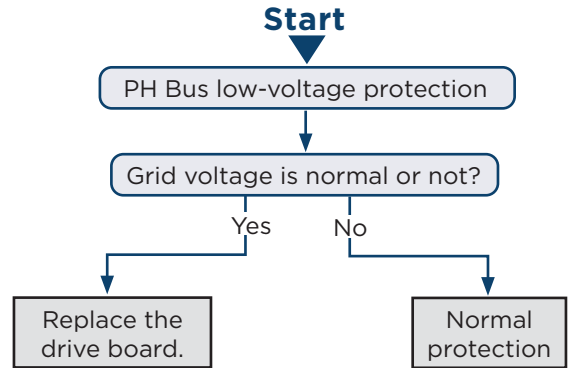 Start
PH Bus low-voltage protection
Grid voltage is normal or not?
Yes
No
Replace the
drive board.
Normal
protection